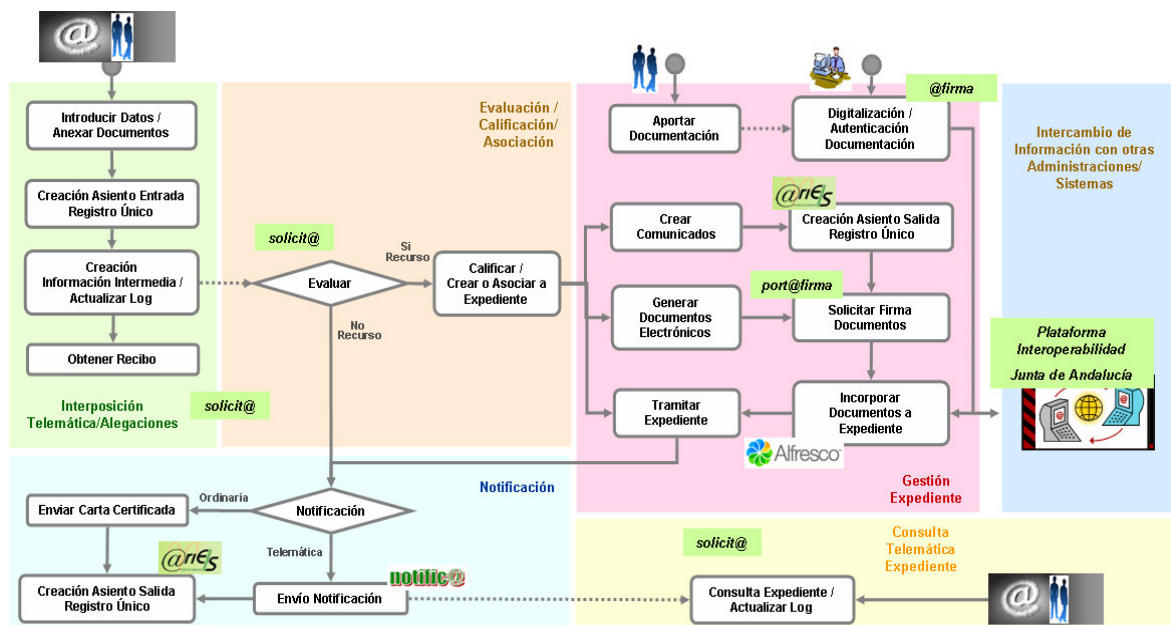 @
Introducir Datos /
Anexar Documentos
Creación Asiento Entrada
Registro Único
Creación
Información Intermedia /
Actualizar Log
Obtener Recibo
Interposición
Telemática/Alegaciones
solicit@
Evaluación /
Calificación/
Asociación
solicit@
Evaluar
Si
Recurso
No
Recurso
Calificar /
Crear o Asociar a
Expediente
Aportar
Documentación
@firma
Digitalización /
Autenticación
Documentación
@ries
Crear
Comunicados
Creación Asiento Salida
Registro Único
port@firma
Generar
Documentos
Electrónicos
Solicitar Firma
Documentos
Tramitar
Expediente
Incorporar
Documentos a
Expediente
Alfresco
Gestión
Expediente
Intercambio de
Información con otras
Administraciones/
Sistemas
Plataforma
Interoperabilidad
Junta de Andalucía
@
@
Notificación
Ordinaria
Enviar Carta Certificada
Notificación
Telemática
@ries
Creación Asiento Salida
Registro Único
Envío Notificación
notific@
solicit@
Consulta
Telemática
Expediente
Consulta Expediente /
Actualizar Log
@